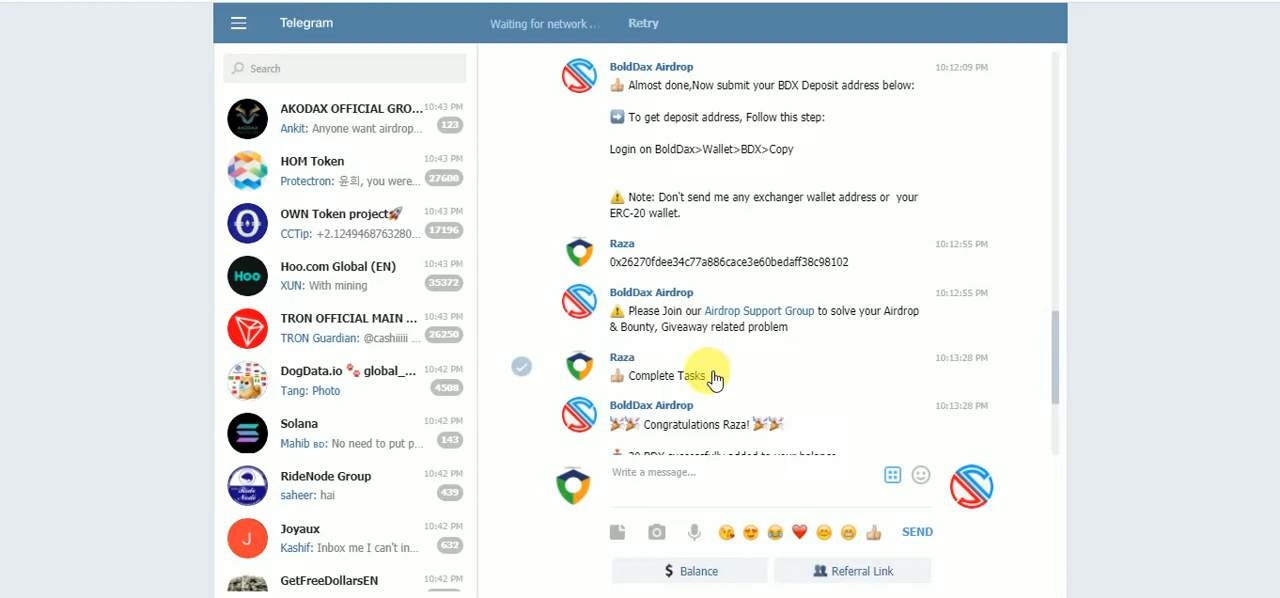 Telegram
Waiting for network ...
Retry
Search
AKODAX OFFICIAL GRO... 10:43 PM
Ankit: Anyone want airdrop... 123
HOM Token 10:43 PM
Protectron: 윤희, you were... 27600
OWN Token project🚀 10:43 PM
CCTip: +2.1249468763280... 17196
Hoo.com Global (EN) 10:43 PM
XUN: With mining 35372
TRON OFFICIAL MAIN ... 10:43 PM
TRON Guardian: @cashiiiii ... 26250
DogData.io 🐾 global_... 10:42 PM
Tang: Photo 4508
Solana 10:42 PM
Mahib BD: No need to put p... 143
RideNode Group 10:42 PM
saheer: hai 439
Joyaux 10:42 PM
Kashif: Inbox me I can't in... 632
GetFreeDollarsEN 10:42 PM
BoldDax Airdrop 10:12:09 PM
👍 Almost done,Now submit your BDX Deposit address below:
➡️ To get deposit address, Follow this step:
Login on BoldDax>Wallet>BDX>Copy
⚠️ Note: Don't send me any exchanger wallet address or your
ERC-20 wallet.
Raza 10:12:55 PM
0x26270fdee34c77a886cace3e60bedaff38c98102
BoldDax Airdrop 10:12:55 PM
⚠️ Please Join our Airdrop Support Group to solve your Airdrop
& Bounty, Giveaway related problem
Raza 10:13:28 PM
👍 Complete Tasks
BoldDax Airdrop 10:13:28 PM
🎉🎉 Congratulations Raza! 🎉🎉
20 BDX successfully added to your balance
Write a message...
SEND
$ Balance
Referral Link